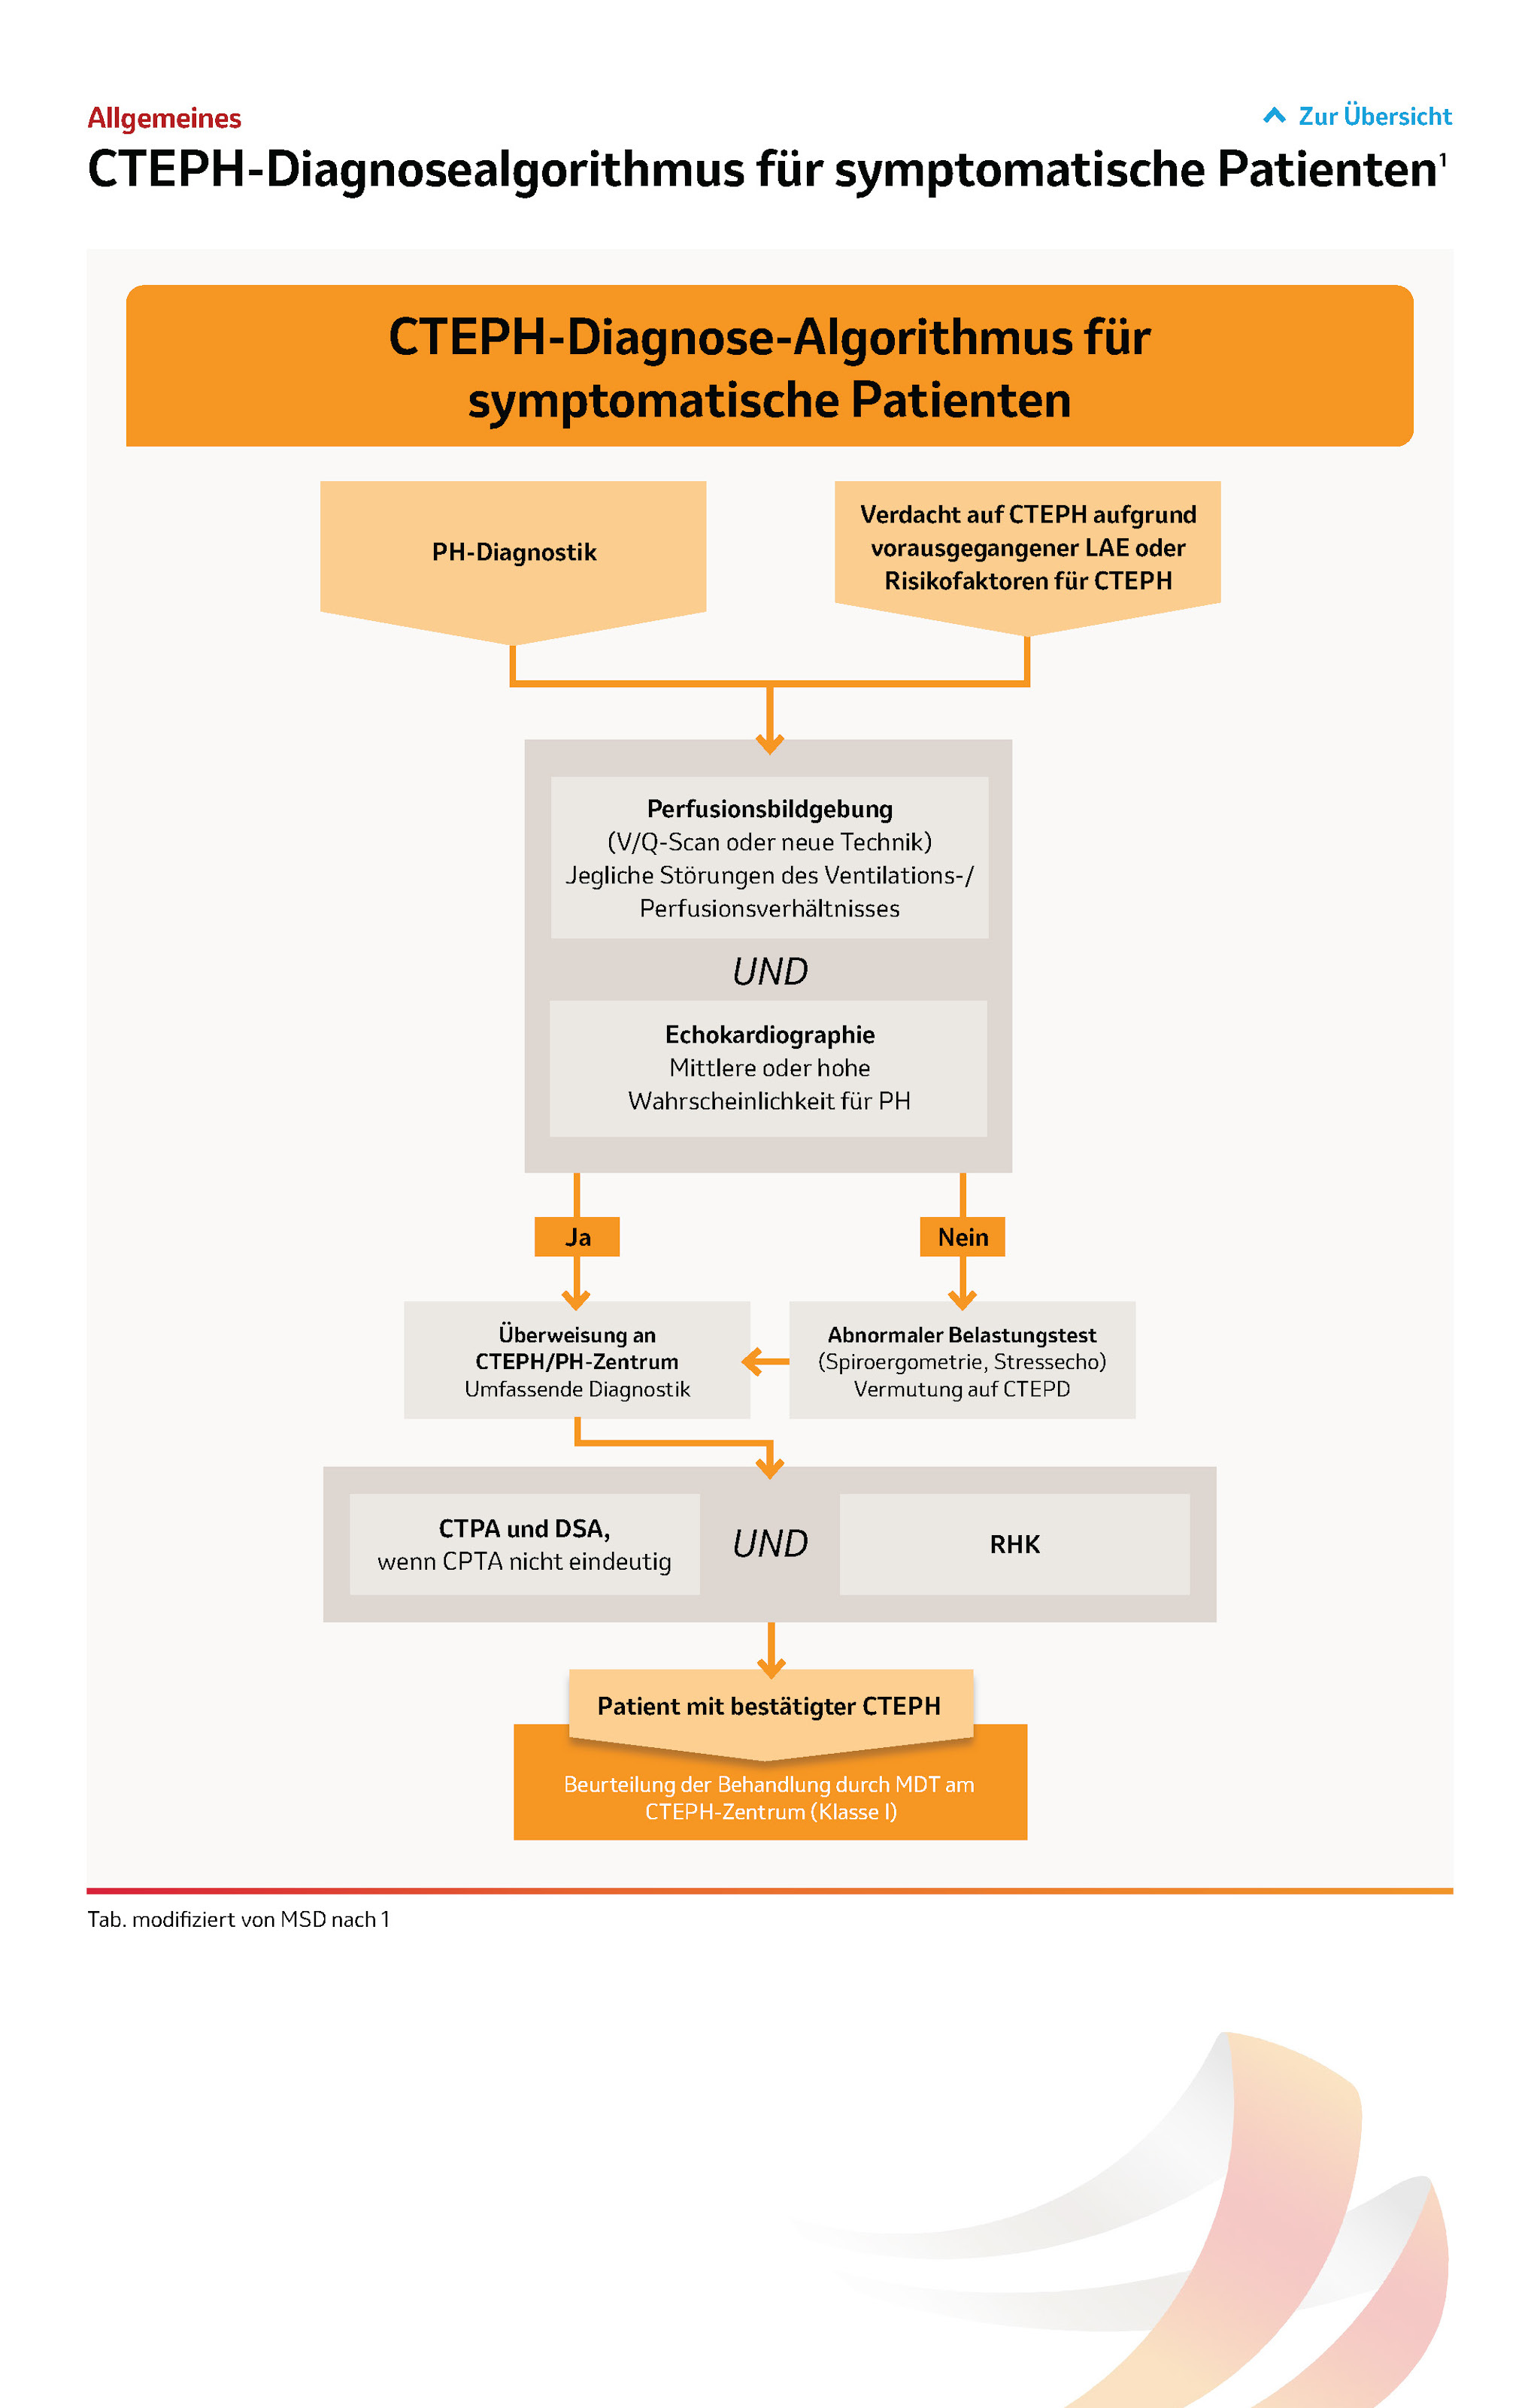 Allgemeines
Zur Übersicht
CTEPH-Diagnosealgorithmus für symptomatische Patienten¹
CTEPH-Diagnose-Algorithmus für
symptomatische Patienten
PH-Diagnostik
Verdacht auf CTEPH aufgrund
vorausgegangener LAE oder
Risikofaktoren für CTEPH
Perfusionsbildgebung
(V/Q-Scan oder neue Technik)
Jegliche Störungen des Ventilations-/
Perfusionsverhältnisses
UND
Echokardiographie
Mittlere oder hohe
Wahrscheinlichkeit für PH
Ja
Nein
Überweisung an
CTEPH/PH-Zentrum
Umfassende Diagnostik
Abnormaler Belastungstest
(Spiroergometrie, Stressecho)
Vermutung auf CTEPD
CTPA und DSA,
wenn CPTA nicht eindeutig
UND
RHK
Patient mit bestätigter CTEPH
Beurteilung der Behandlung durch MDT am
CTEPH-Zentrum (Klasse I)
Tab. modifiziert von MSD nach 1